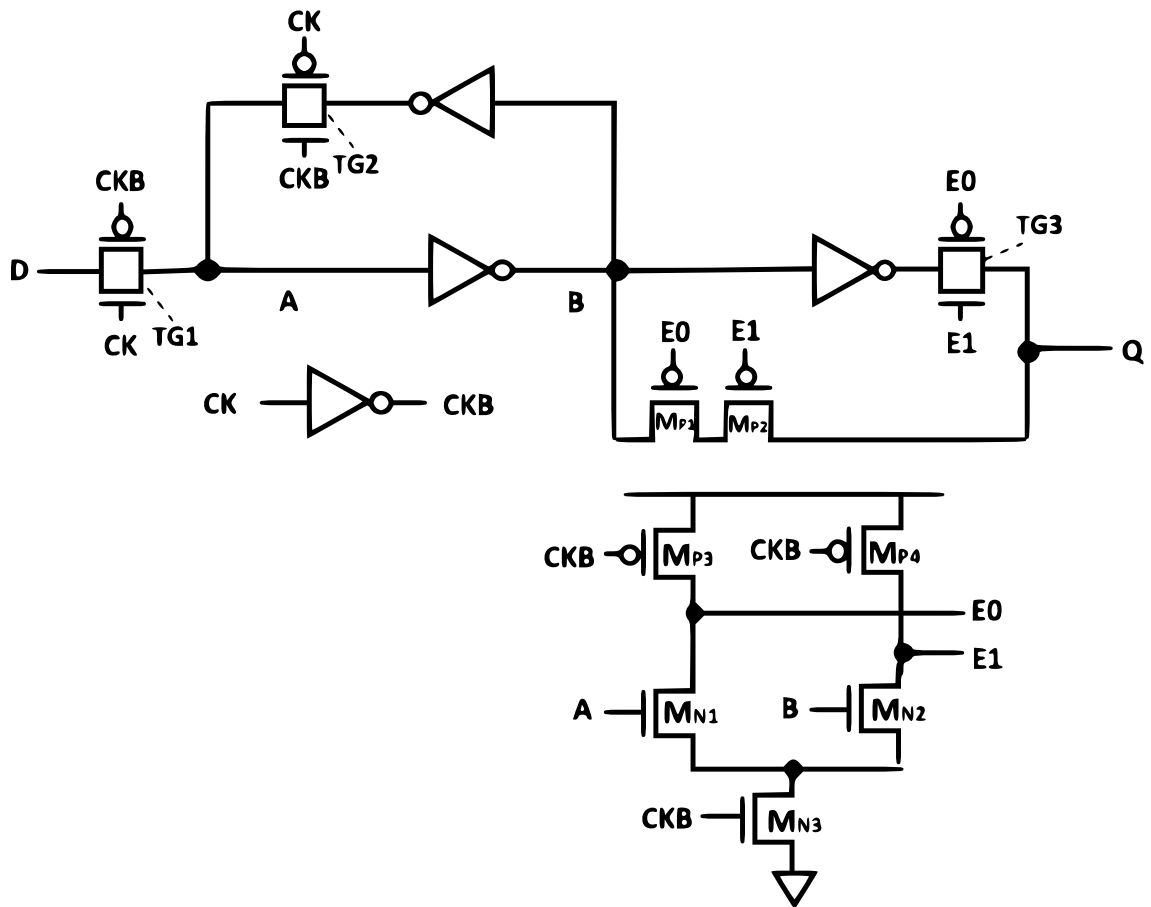 CK
TG2
CKB
CKB
E0
TG3
D
A
B
E0
E1
E1
CK
TG1
Q
CK
CKB
MP1
MP2
CKB
MP3
CKB
MP4
E0
E1
A
MN1
B
MN2
CKB
MN3